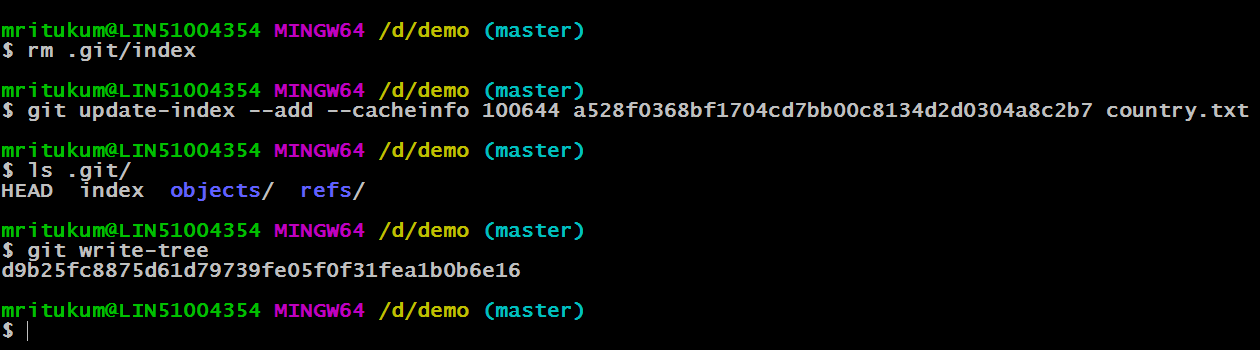 mritukum@LIN51004354 MINGW64 /d/demo (master)
$ rm .git/index
mritukum@LIN51004354 MINGW64 /d/demo (master)
$ git update-index --add --cacheinfo 100644 a528f0368bf1704cd7bb00c8134d2d0304a8c2b7 country.txt
mritukum@LIN51004354 MINGW64 /d/demo (master)
$ ls .git/
HEAD  index  objects/  refs/
mritukum@LIN51004354 MINGW64 /d/demo (master)
$ git write-tree
d9b25fc8875d61d79739fe05f0f31fea1b0b6e16
mritukum@LIN51004354 MINGW64 /d/demo (master)
$